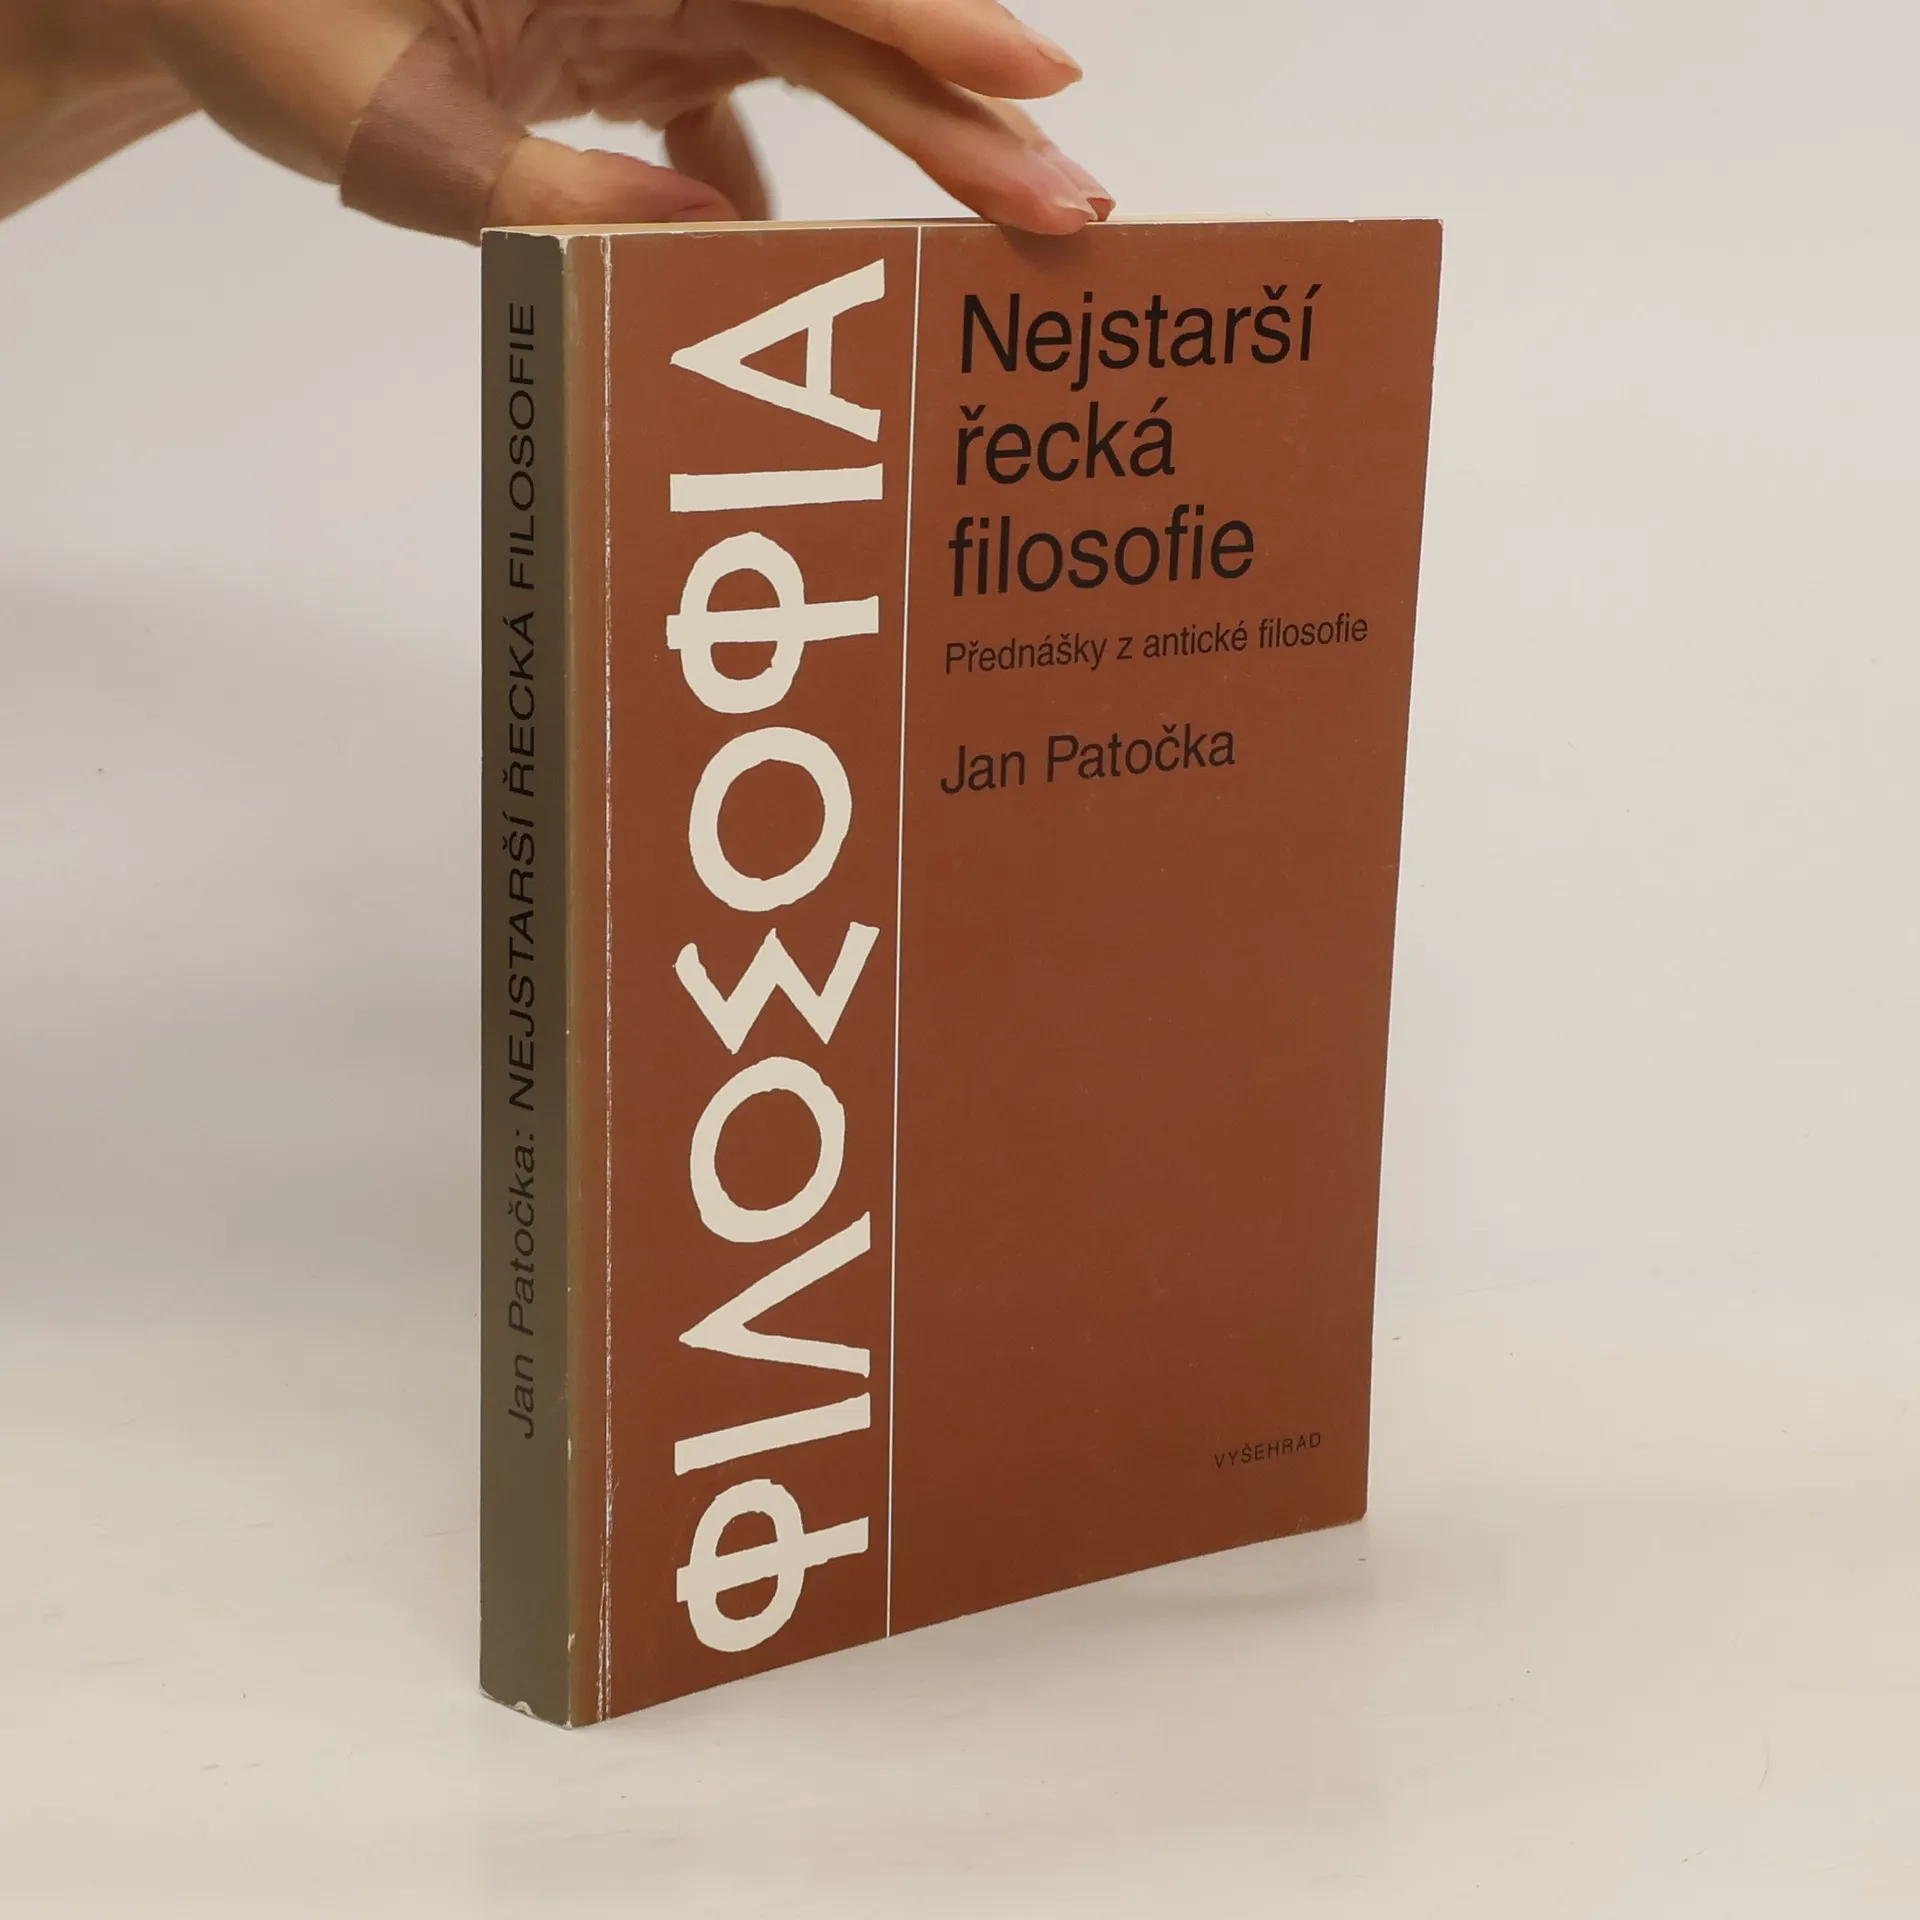 Jan Patočka: NEJSTARŠÍ ŘECKÁ FILOSOFIE
ΦΙΛΟΣΟΦΙΑ
Nejstarší
řecká
filosofie
Přednášky z antické filosofie
Jan Patočka
VYŠEHRAD